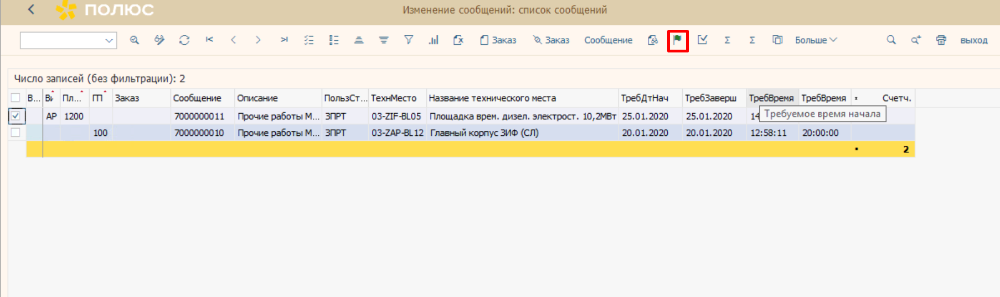 ПОЛЮС
Изменение сообщений: список сообщений
Заказ Заказ Сообщение Σ Σ Больше выход
Число записей (без фильтрации): 2
В... Ви Пл... ГП Заказ Сообщение Описание ПользСт... ТехнМесто Название технического места ТребДтНач ТребЗаверш ТребВремя ТребВремя Счетч.
АР 1200 7000000011 Прочие работы М... ЗПРТ 03-ZIF-BL05 Площадка врем. дизел. электрост. 10,2МВт 25.01.2020 25.01.2020 14
Требуемое время начала
100 7000000010 Прочие работы М... ЗПРТ 03-ZAP-BL12 Главный корпус ЗИФ (СЛ) 20.01.2020 20.01.2020 12:58:11 20:00:00
2